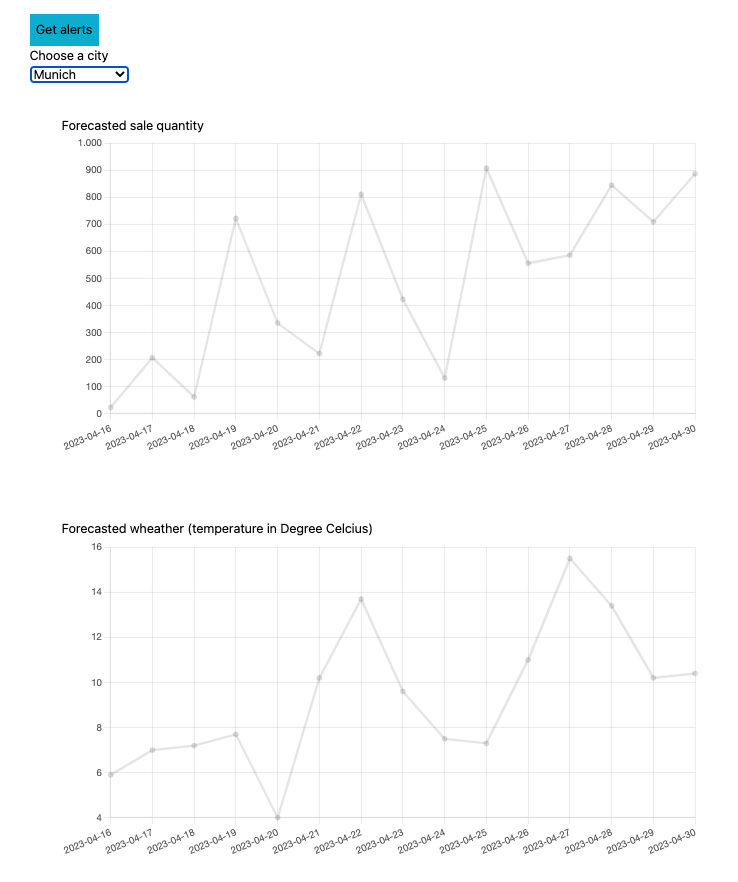 Get alerts
Choose a city
Munich
Forecasted sale quantity
1.000
900
800
700
600
500
400
300
200
100
0
2023-04-16 2023-04-17 2023-04-18 2023-04-19 2023-04-20 2023-04-21 2023-04-22 2023-04-23 2023-04-24 2023-04-25 2023-04-26 2023-04-27 2023-04-28 2023-04-29 2023-04-30
Forecasted wheather (temperature in Degree Celcius)
16
14
12
10
8
6
4
2023-04-16 2023-04-17 2023-04-18 2023-04-19 2023-04-20 2023-04-21 2023-04-22 2023-04-23 2023-04-24 2023-04-25 2023-04-26 2023-04-27 2023-04-28 2023-04-29 2023-04-30